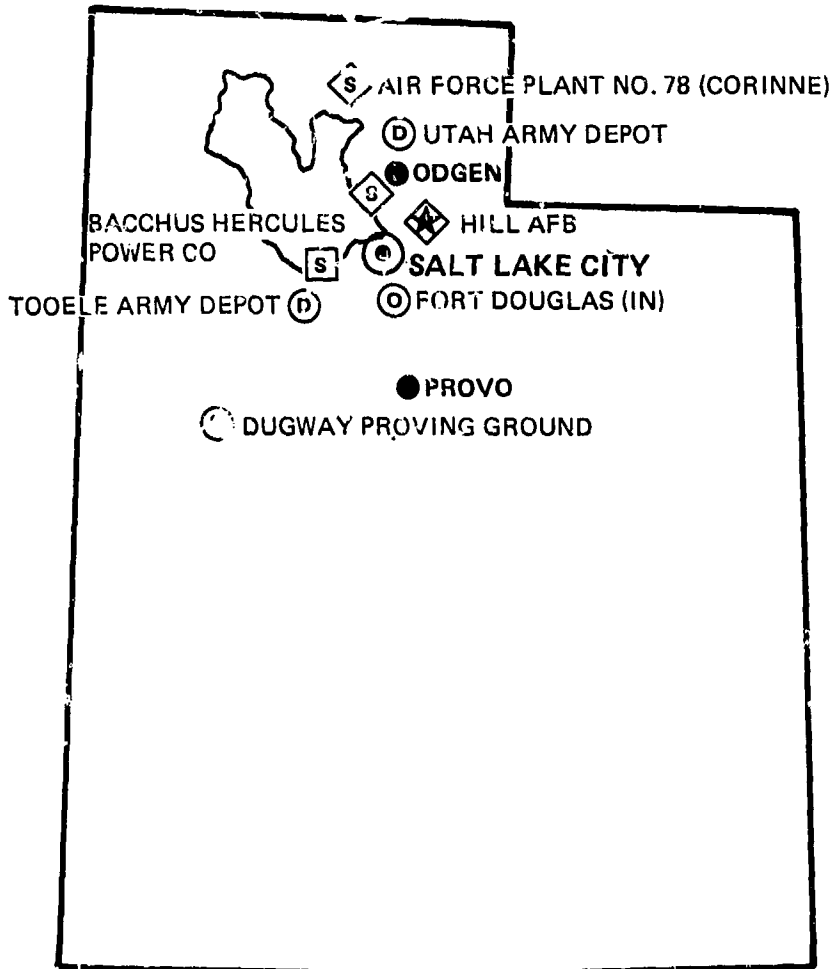 S AIR FORCE PLANT NO. 78 (CORINNE)
D UTAH ARMY DEPOT
ODGEN
S
BACCHUS HERCULES
POWER CO
HILL AFB
S
SALT LAKE CITY
TOOELE ARMY DEPOT D
O FORT DOUGLAS (IN)
PROVO
DUGWAY PROVING GROUND